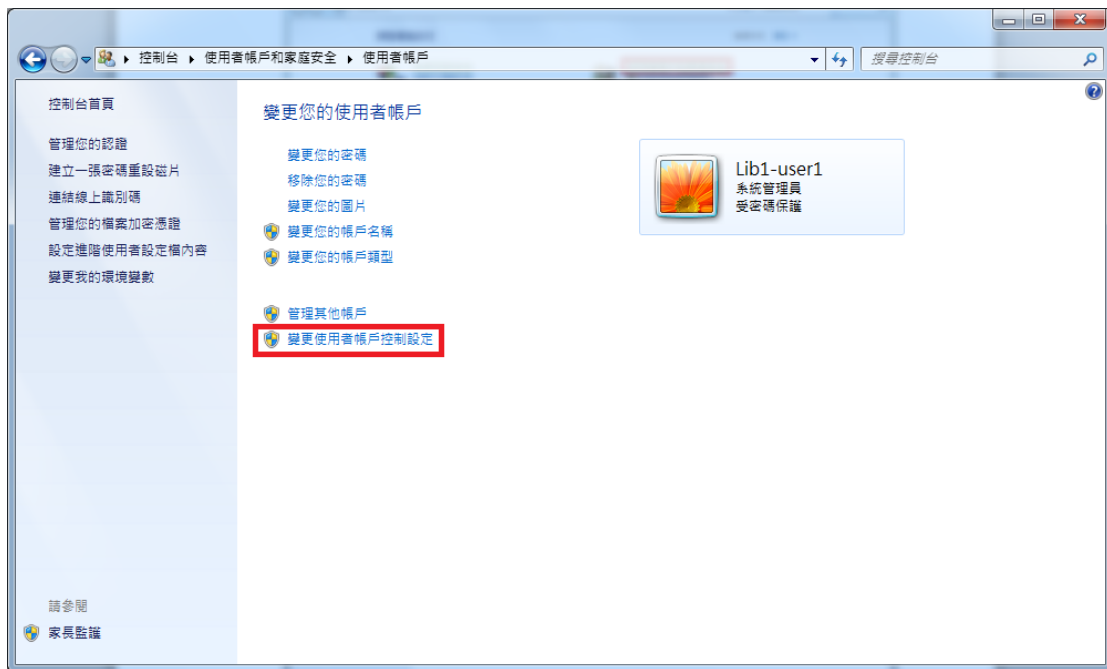 控制台 ▸ 使用者帳戶和家庭安全 ▸ 使用者帳戶
搜尋控制台
控制台首頁
管理您的認證
建立一張密碼重設磁片
連結線上識別碼
管理您的檔案加密憑證
設定進階使用者設定檔內容
變更我的環境變數
請參閱
家長監護
變更您的使用者帳戶
變更您的密碼
移除您的密碼
變更您的圖片
變更您的帳戶名稱
變更您的帳戶類型
管理其他帳戶
變更使用者帳戶控制設定
Lib1-user1
系統管理員
受密碼保護